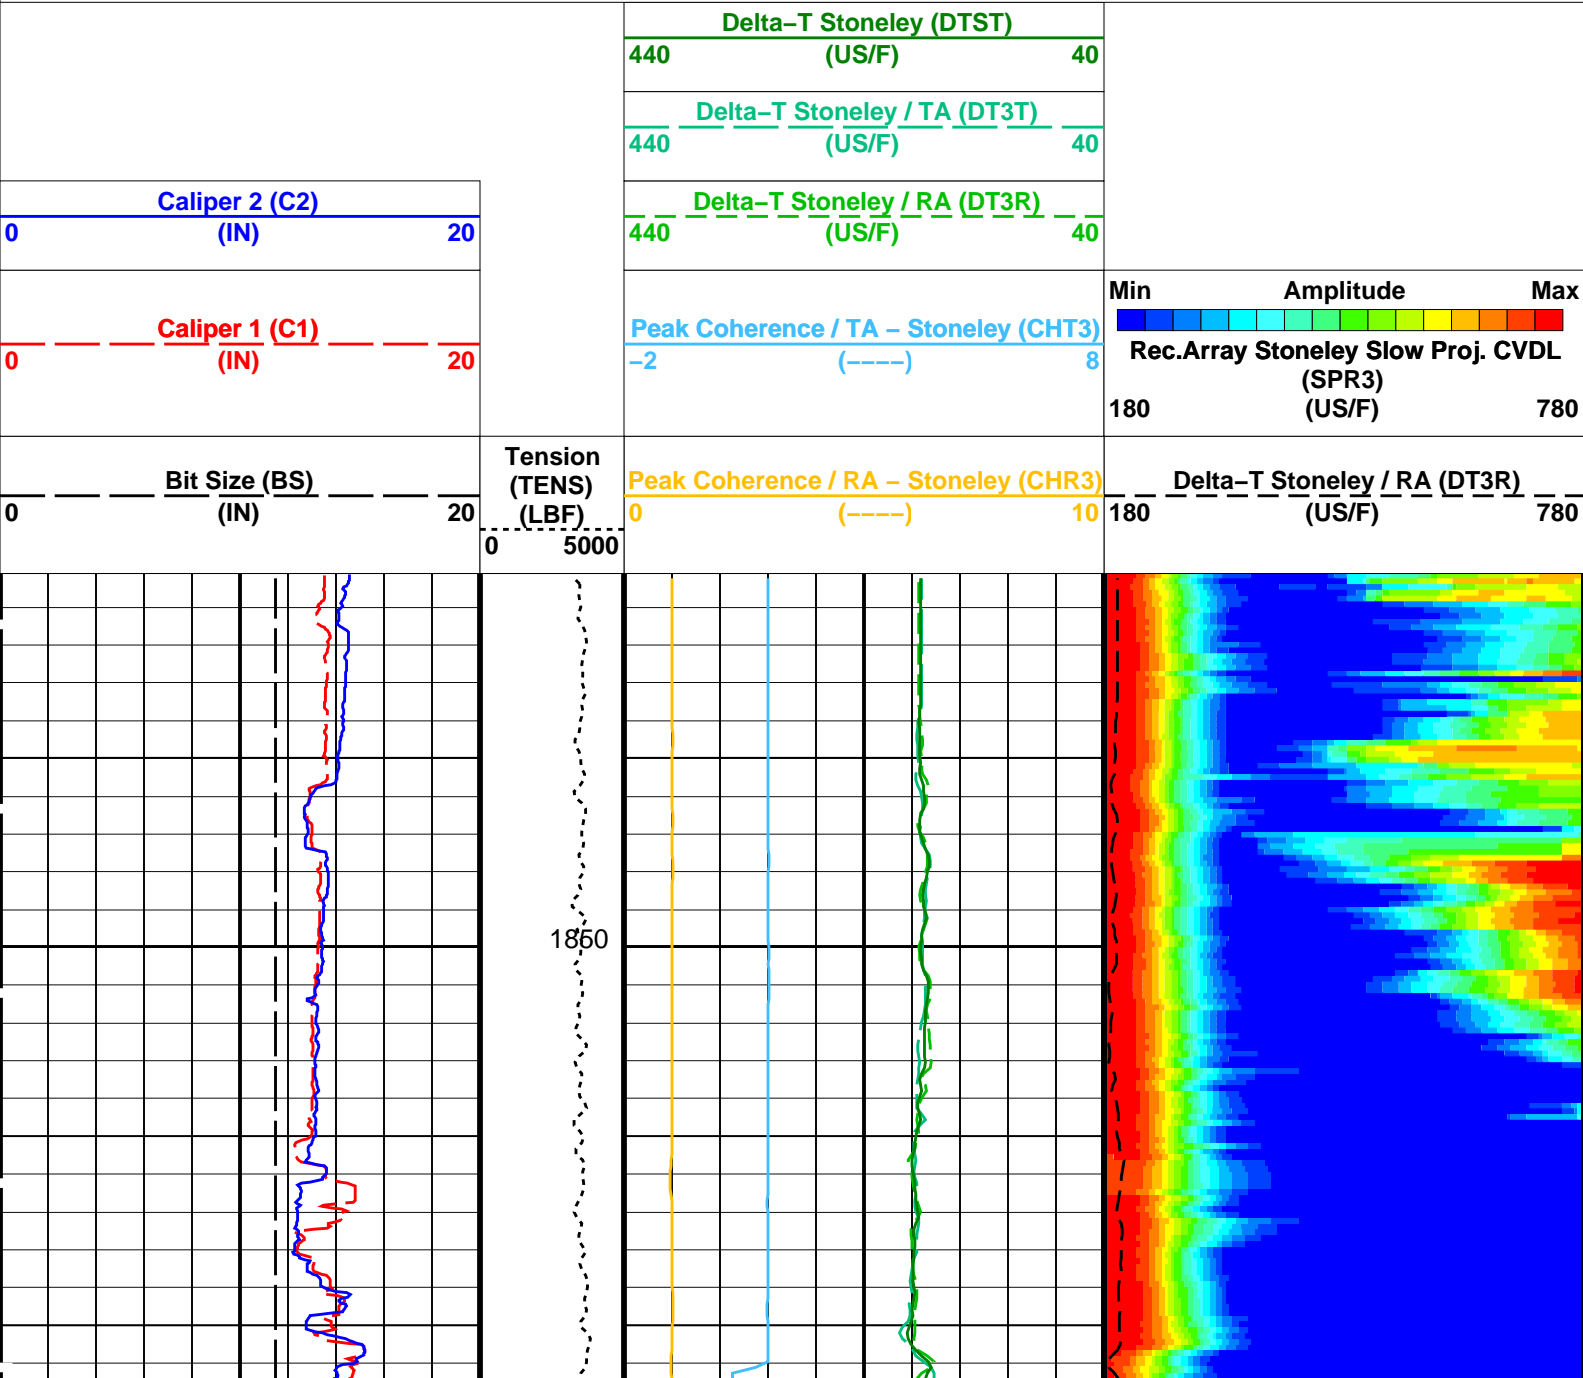 Delta–T Stoneley (DTST)
440 (US/F) 40
Delta–T Stoneley / TA (DT3T)
440 (US/F) 40
Caliper 2 (C2)
0 (IN) 20
Delta–T Stoneley / RA (DT3R)
440 (US/F) 40
Caliper 1 (C1)
0 (IN) 20
Peak Coherence / TA – Stoneley (CHT3)
–2 (––––) 8
Min Amplitude Max
Rec.Array Stoneley Slow Proj. CVDL
(SPR3)
180 (US/F) 780
Bit Size (BS)
0 (IN) 20
Tension
(TENS)
(LBF)
0 5000
Peak Coherence / RA – Stoneley (CHR3)
0 (––––) 10
Delta–T Stoneley / RA (DT3R)
180 (US/F) 780
1850